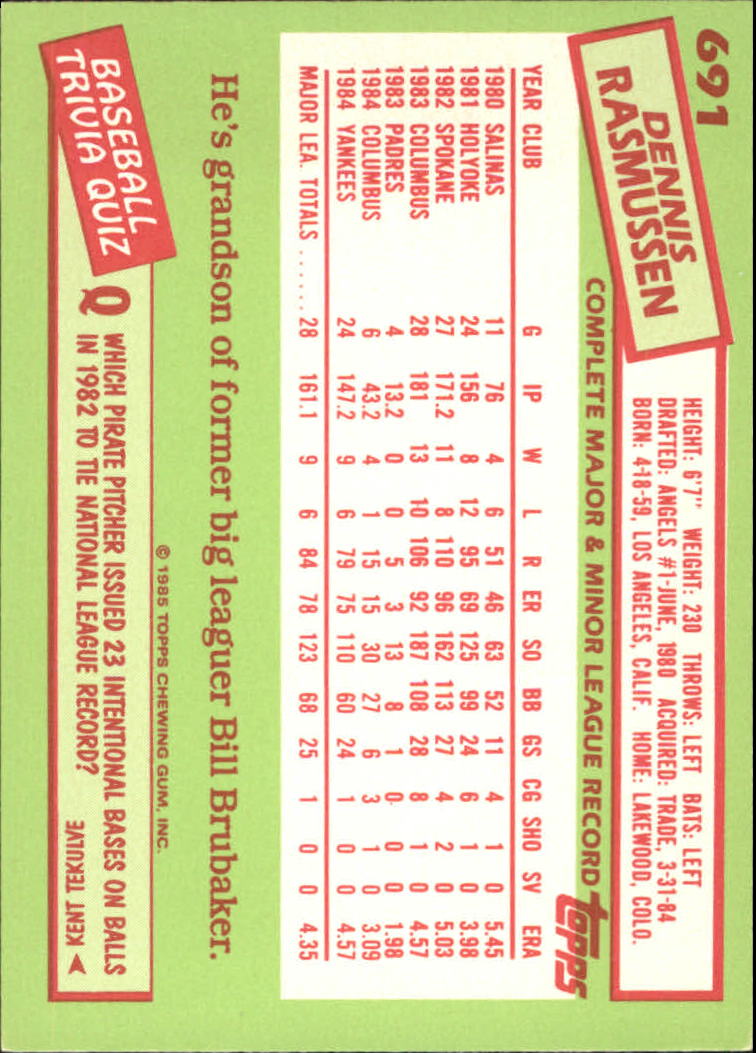 691
DENNIS
RASMUSSEN
HEIGHT: 6'7" WEIGHT: 230 THROWS: LEFT BATS: LEFT
DRAFTED: ANGELS #1-JUNE, 1980 ACQUIRED: TRADE, 3-31-84
BORN: 4-18-59, LOS ANGELES, CALIF. HOME: LAKEWOOD, COLO.
COMPLETE MAJOR & MINOR LEAGUE RECORD topps
YEAR CLUB G IP W L R ER SO BB GS CG SHO SV ERA
1980 SALINAS 11 76 4 6 51 46 63 52 11 4 1 0 5.45
1981 HOLYOKE 24 156 8 12 95 69 125 99 24 6 1 0 3.98
1982 SPOKANE 27 171.2 11 8 110 96 162 113 27 4 2 0 5.03
1983 COLUMBUS 28 181 13 10 106 92 187 108 28 8 1 0 4.57
1983 PADRES 4 13.2 0 0 5 3 13 8 1 0 0 0 1.98
1984 COLUMBUS 6 43.2 4 1 15 15 30 27 6 3 1 0 3.09
1984 YANKEES 24 147.2 9 6 79 75 110 60 24 1 0 0 4.57
MAJOR LEA. TOTALS ...... 28 161.1 9 6 84 78 123 68 25 1 0 0 4.35
He's grandson of former big league Bill Brubaker.
© 1985 TOPPS CHEWING GUM, INC.
BASEBALL
TRIVIA QUIZ
Q WHICH PIRATE PITCHER ISSUED 23 INTENTIONAL BASES ON BALLS
IN 1982 TO TIE NATIONAL LEAGUE RECORD?
KENT TEKULVE